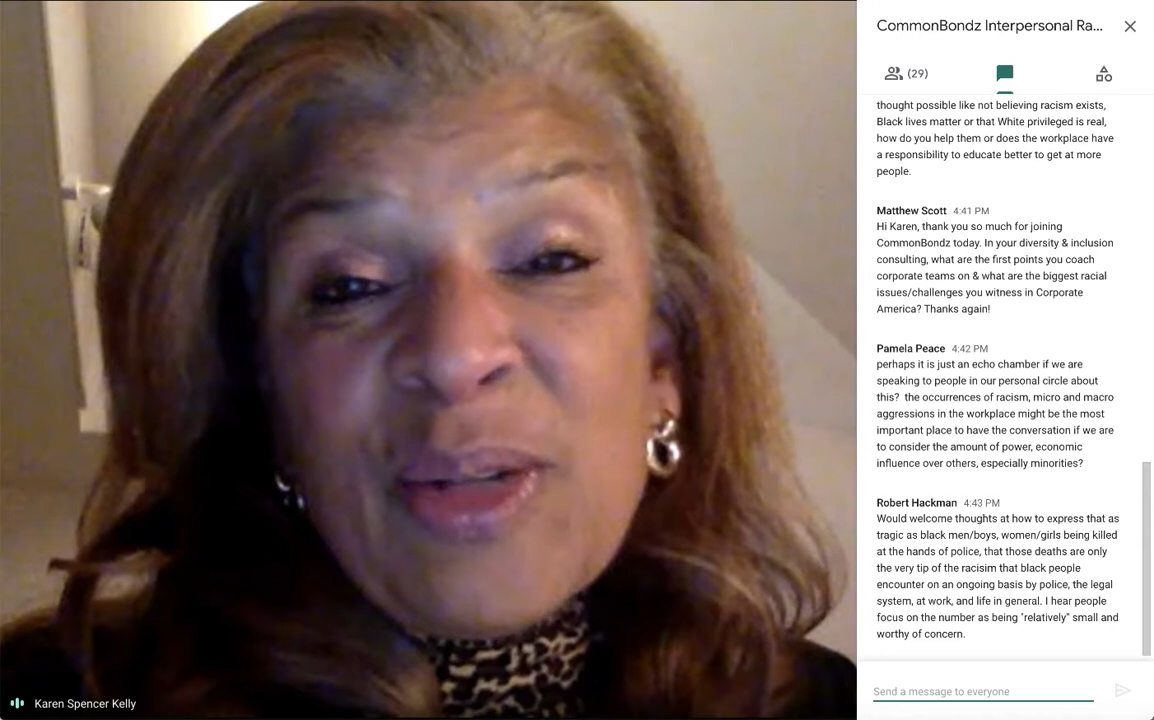 CommonBondz Interpersonal Ra...
(29)
thought possible like not believing racism exists,
Black lives matter or that White privileged is real,
how do you help them or does the workplace have
a responsibility to educate better to get at more
people.
Matthew Scott 4:41 PM
Hi Karen, thank you so much for joining
CommonBondz today. In your diversity & inclusion
consulting, what are the first points you coach
corporate teams on & what are the biggest racial
issues/challenges you witness in Corporate
America? Thanks again!
Pamela Peace 4:42 PM
perhaps it is just an echo chamber if we are
speaking to people in our personal circle about
this? the occurrences of racism, micro and macro
aggressions in the workplace might be the most
important place to have the conversation if we are
to consider the amount of power, economic
influence over others, especially minorities?
Robert Hackman 4:43 PM
Would welcome thoughts at how to express that as
tragic as black men/boys, women/girls being killed
at the hands of police, that those deaths are only
the very tip of the racisim that black people
encounter on an ongoing basis by police, the legal
system, at work, and life in general. I hear people
focus on the number as being "relatively" small and
worthy of concern.
Send a message to everyone
Karen Spencer Kelly